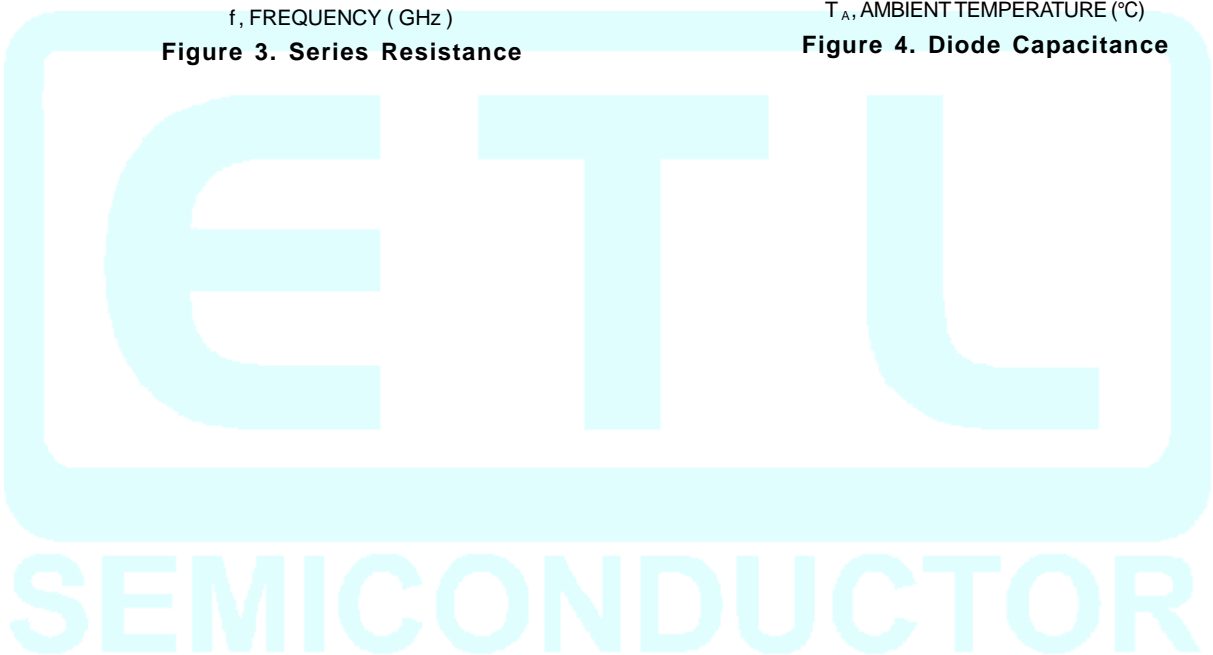 f , FREQUENCY ( GHz )
Figure 3. Series Resistance
T A, AMBIENT TEMPERATURE (°C)
Figure 4. Diode Capacitance
ETL
SEMICONDUCTOR